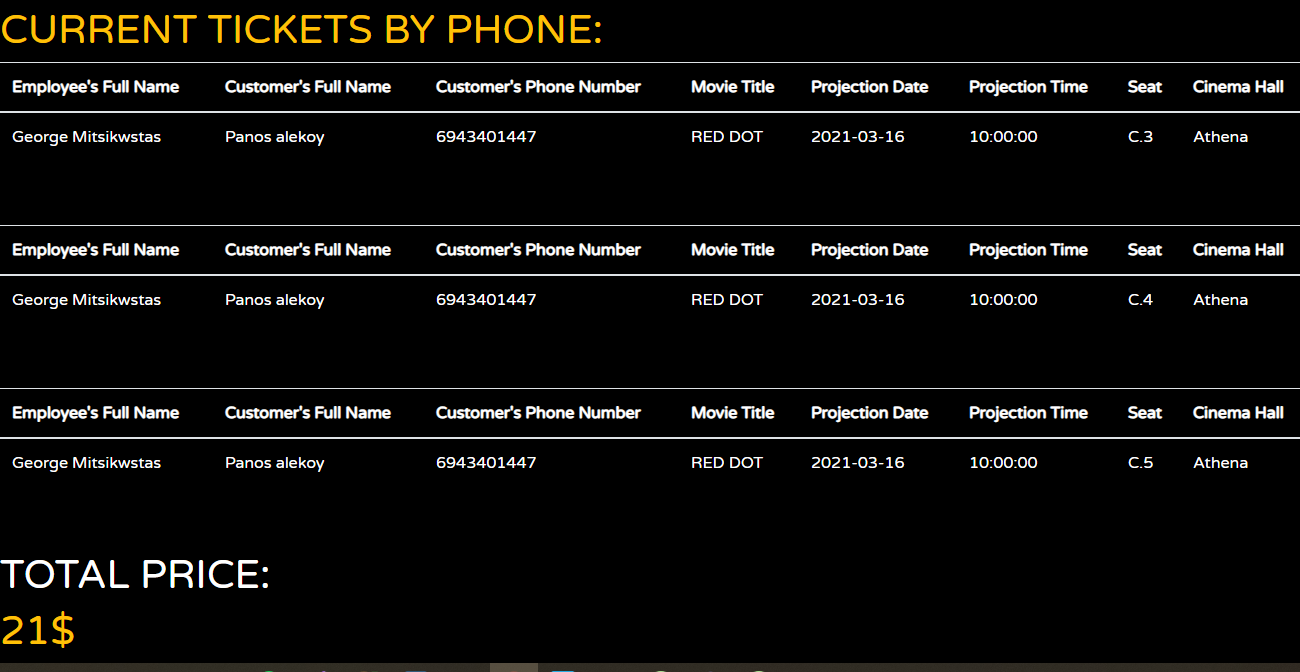 CURRENT TICKETS BY PHONE:
Employee's Full Name Customer's Full Name Customer's Phone Number Movie Title Projection Date Projection Time Seat Cinema Hall
George Mitsikwstas Panos alekoy 6943401447 RED DOT 2021-03-16 10:00:00 C.3 Athena
Employee's Full Name Customer's Full Name Customer's Phone Number Movie Title Projection Date Projection Time Seat Cinema Hall
George Mitsikwstas Panos alekoy 6943401447 RED DOT 2021-03-16 10:00:00 C.4 Athena
Employee's Full Name Customer's Full Name Customer's Phone Number Movie Title Projection Date Projection Time Seat Cinema Hall
George Mitsikwstas Panos alekoy 6943401447 RED DOT 2021-03-16 10:00:00 C.5 Athena
TOTAL PRICE:
21$